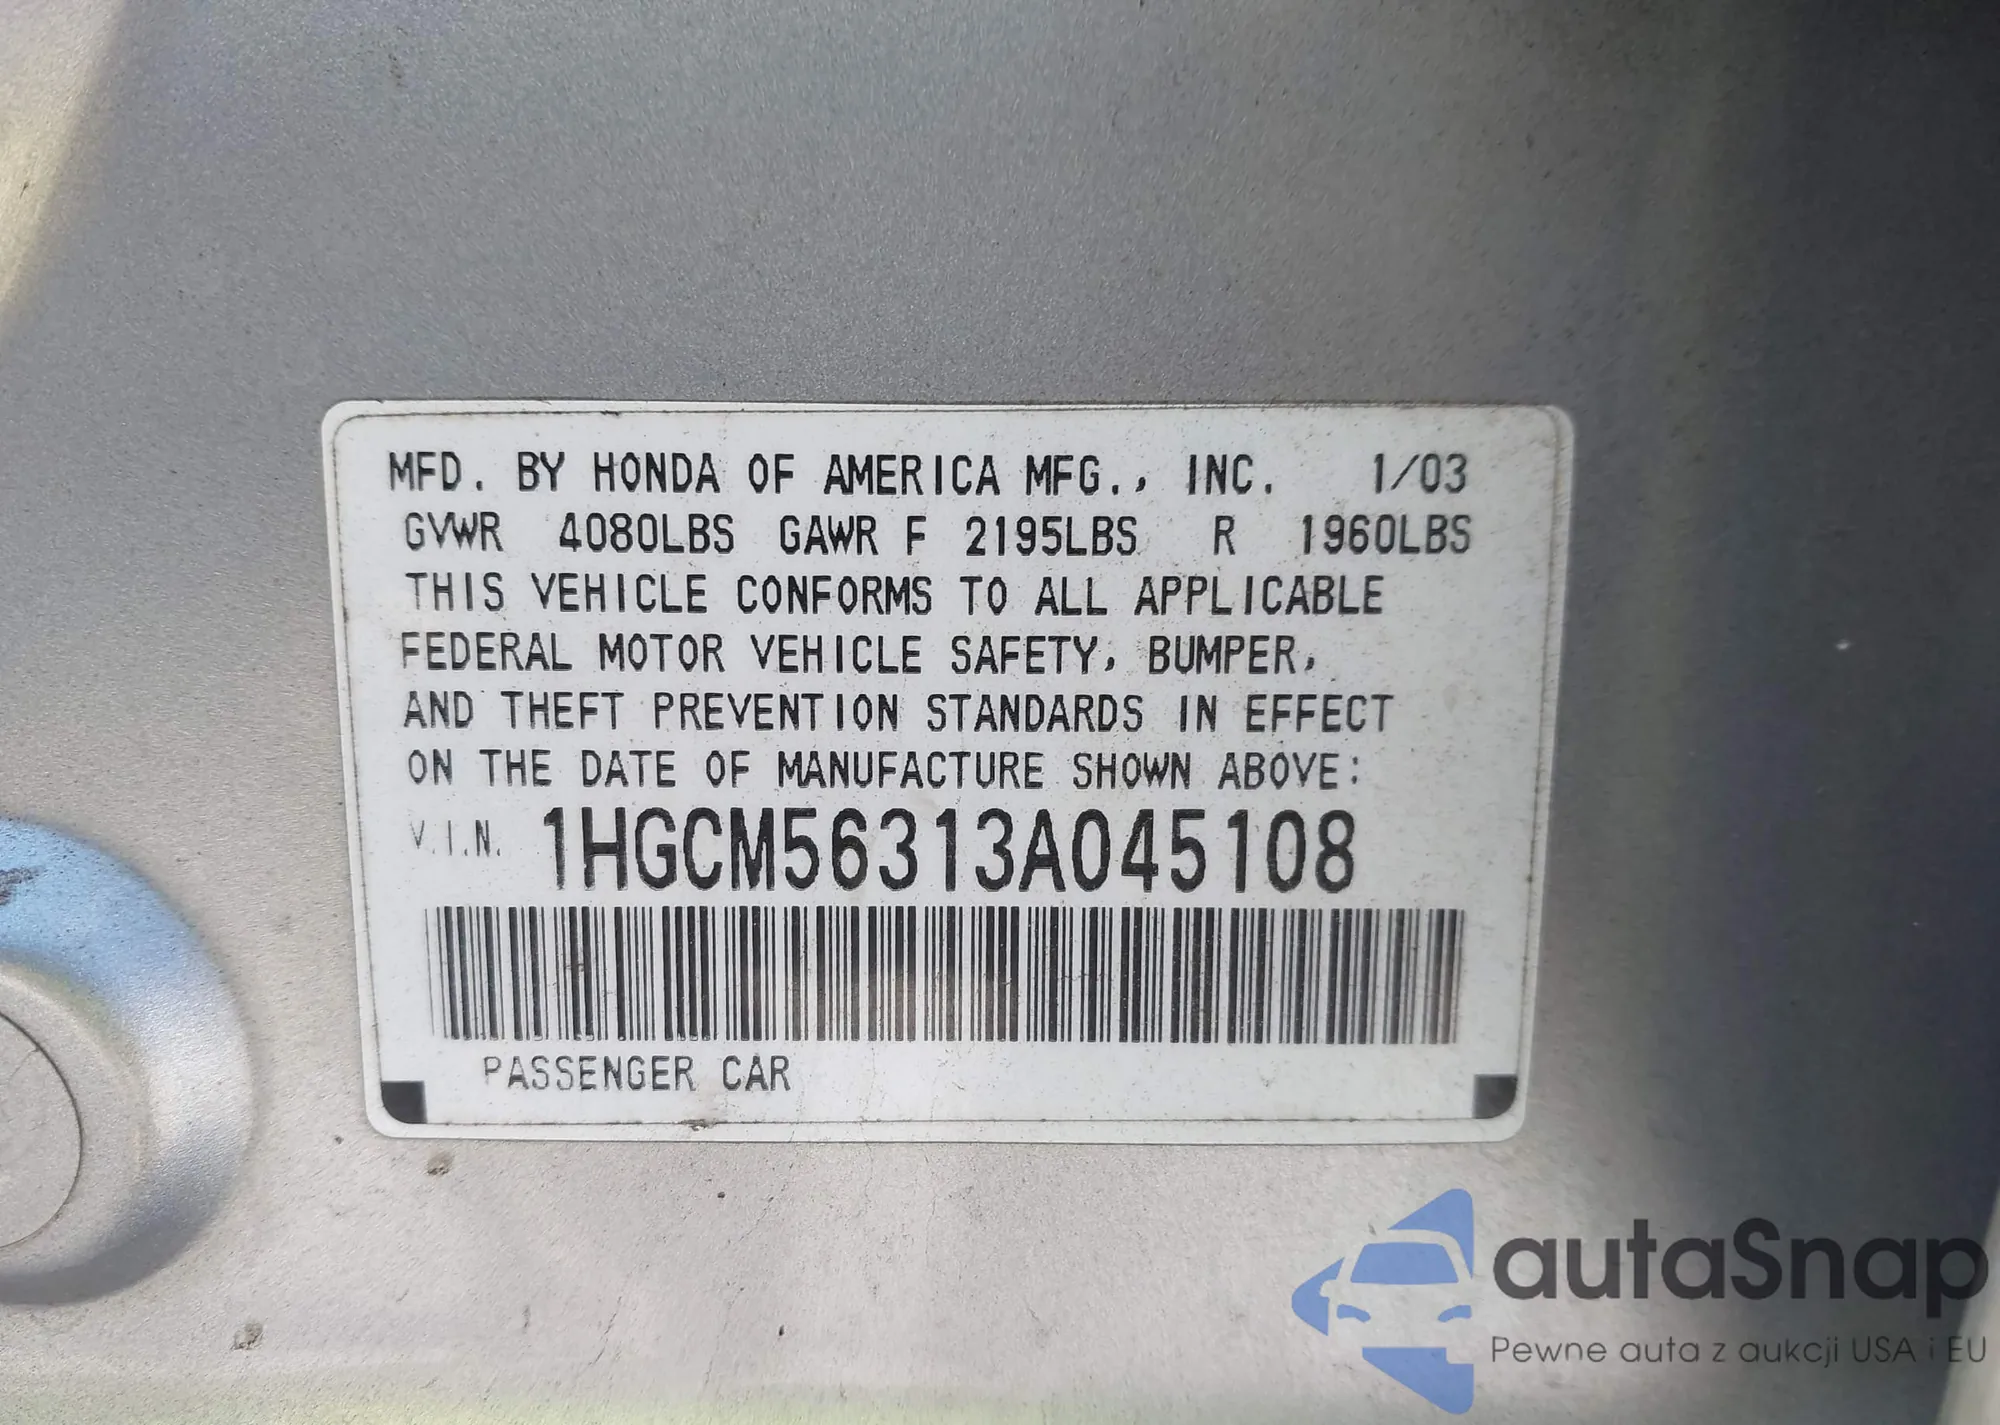 MFD. BY HONDA OF AMERICA MFG., INC. 1/03
GVWR 4080LBS GAWR F 2195LBS R 1960LBS
THIS VEHICLE CONFORMS TO ALL APPLICABLE
FEDERAL MOTOR VEHICLE SAFETY, BUMPER,
AND THEFT PREVENTION STANDARDS IN EFFECT
ON THE DATE OF MANUFACTURE SHOWN ABOVE:
V.I.N. 1HGCM56313A045108
PASSENGER CAR
autaSnap
Pewne auta z aukcji USA i EU